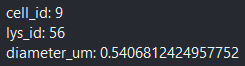 cell_id: 9
lys_id: 56
diameter_um: 0.5406812424957752